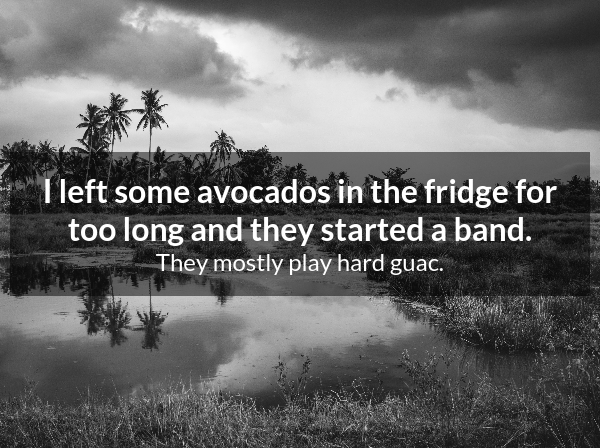 I left some avocados in the fridge for
too long and they started a band.
They mostly play hard guac.